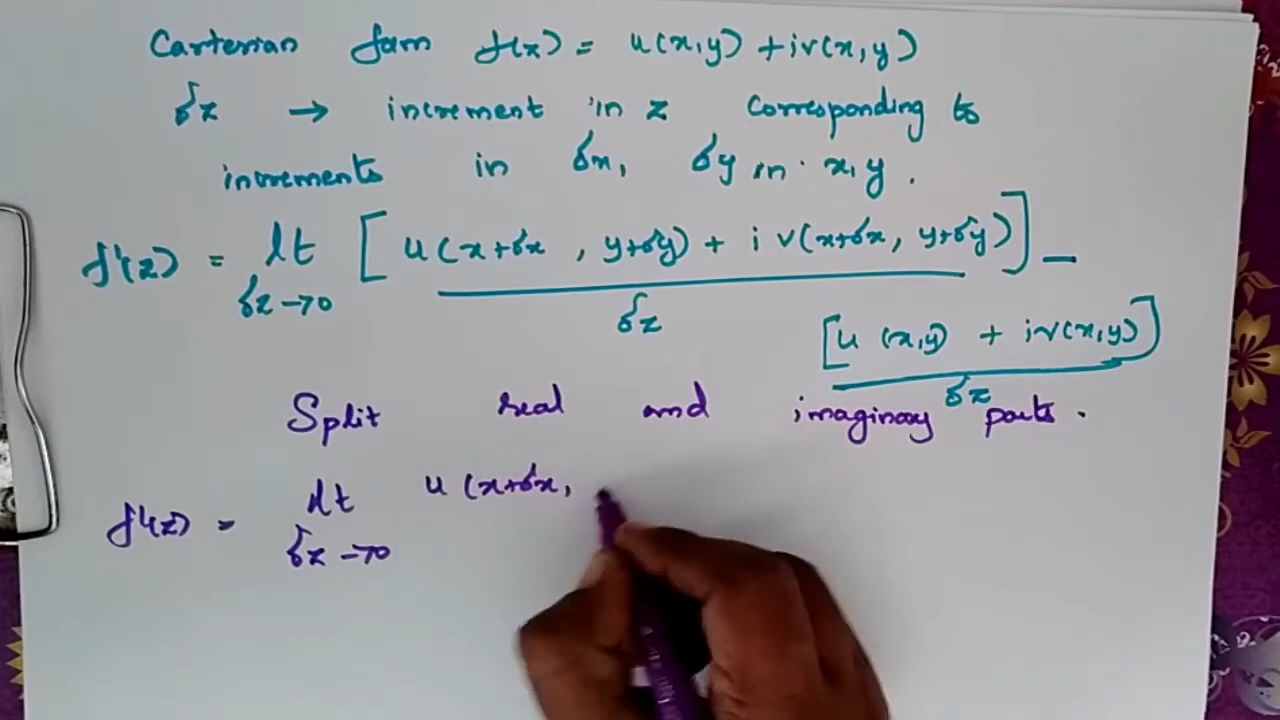 Cartesian form f(z) = u(x,y) + iv(x,y)
δz → increment in z corresponding to
increments in δx, δy in x, y.
f'(z) = lt [u(x+δx, y+δy) + i v(x+δx, y+δy)] –
δz→0 δz
[u(x,y) + iv(x,y)]
δz
Split real and imaginary parts.
f'(z) = lt u(x+δx,
δz→0